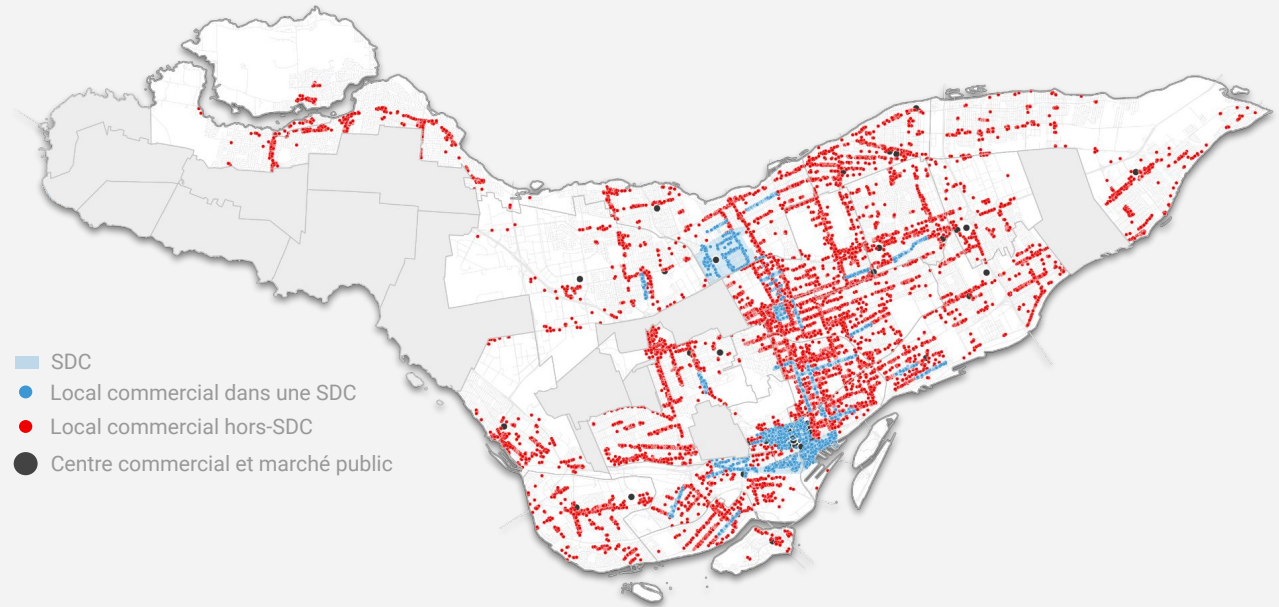 SDC
Local commercial dans une SDC
Local commercial hors-SDC
Centre commercial et marché public